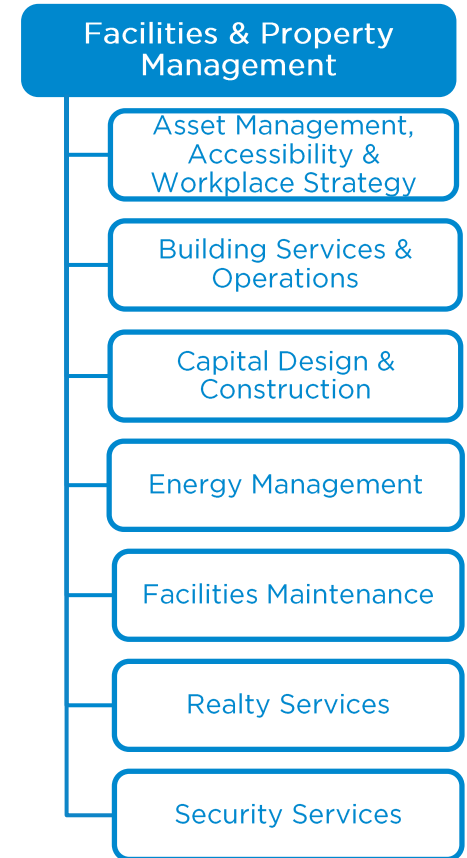 Facilities & Property
Management
Asset Management,
Accessibility &
Workplace Strategy
Building Services &
Operations
Capital Design &
Construction
Energy Management
Facilities Maintenance
Realty Services
Security Services